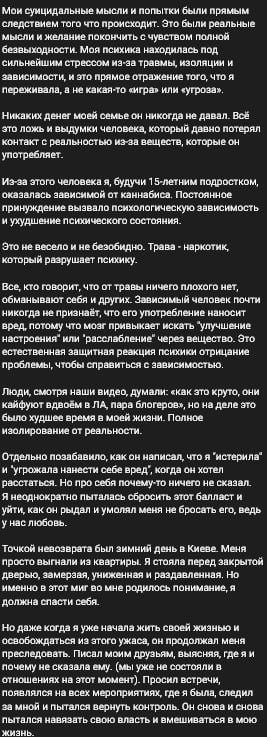 Мои суицидальные мысли и попытки были прямым
следствием того что происходит. Это были реальные
мысли и желание покончить с чувством полной
безвыходности. Моя психика находилась под
сильнейшим стрессом из-за травмы, изоляции и
зависимости, и это прямое отражение того, что я
переживала, а не какая-то «игра» или «угроза».

Никаких денег моей семье он никогда не давал. Всё
это ложь и выдумки человека, который давно потерял
контакт с реальностью из-за веществ, которые он
употребляет.

Из-за этого человека я, будучи 15-летним подростком,
оказалась зависимой от каннабиса. Постоянное
принуждение вызвало психологическую зависимость
и ухудшение психического состояния.

Это не весело и не безобидно. Трава - наркотик,
который разрушает психику.

Все, кто говорит, что от травы ничего плохого нет,
обманывают себя и других. Зависимый человек почти
никогда не признаёт, что его употребление наносит
вред, потому что мозг привыкает искать "улучшение
настроения" или "расслабление" через вещество. Это
естественная защитная реакция психики отрицание
проблемы, чтобы справиться с зависимостью.

Люди, смотря наши видео, думали: «как это круто, они
кайфуют вдвоём в ЛА, пара блогеров», но на деле это
было худшее время в моей жизни. Полное
изолирование от реальности.

Отдельно позабавило, как он написал, что я "истерила"
и "угрожала нанести себе вред", когда он хотел
расстаться. Но про себя почему-то ничего не сказал.
Я неоднократно пыталась сбросить этот балласт и
уйти, как он рыдал и умолял меня не бросать его, ведь
у нас любовь.

Точкой невозврата был зимний день в Киеве. Меня
просто выгнали из квартиры. Я стояла перед закрытой
дверью, замерзая, униженная и раздавленная. Но
именно в этот миг во мне родилось понимание, я
должна спасти себя.

Но даже когда я уже начала жить своей жизнью и
освобождаться из этого ужаса, он продолжал меня
преследовать. Писал моим друзьям, выясняя, где я и
почему не сказала ему. (мы уже не состояли в
отношениях на этот момент). Просил встречи,
появлялся на всех мероприятиях, где я была, следил
за мной и пытался вернуть контроль. Он снова и снова
пытался навязать свою власть и вмешиваться в мою
жизнь.